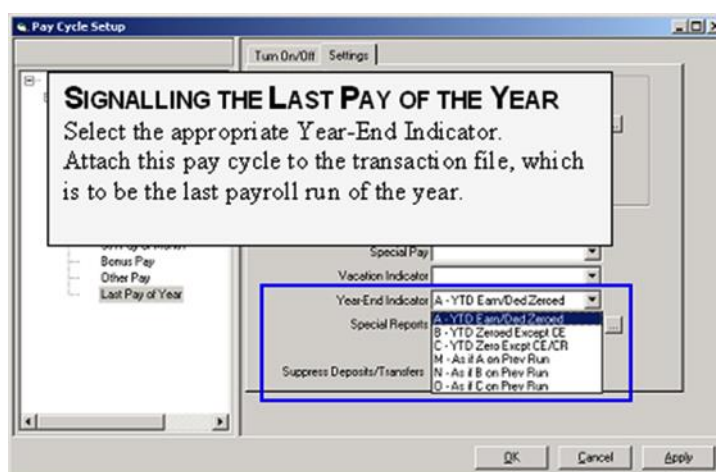 Pay Cycle Setup
Turn On/Off Settings
SIGNALLING THE LAST PAY OF THE YEAR
Select the appropriate Year-End Indicator.
Attach this pay cycle to the transaction file, which
is to be the last payroll run of the year.
Bonus Pay
Other Pay
Last Pay of Year
Special Pay
Vacation Indicator
Year-End Indicator A - YTD Earn/Ded Zeroed
Special Reports
A - YTD Earn/Ded Zeroed
B - YTD Zeroed Except CE
C - YTD Zero Excpt CE/CR
M - As if A on Prev Run
N - As if B on Prev Run
O - As if C on Prev Run
Suppress Deposits/Transfers
OK Cancel Apply